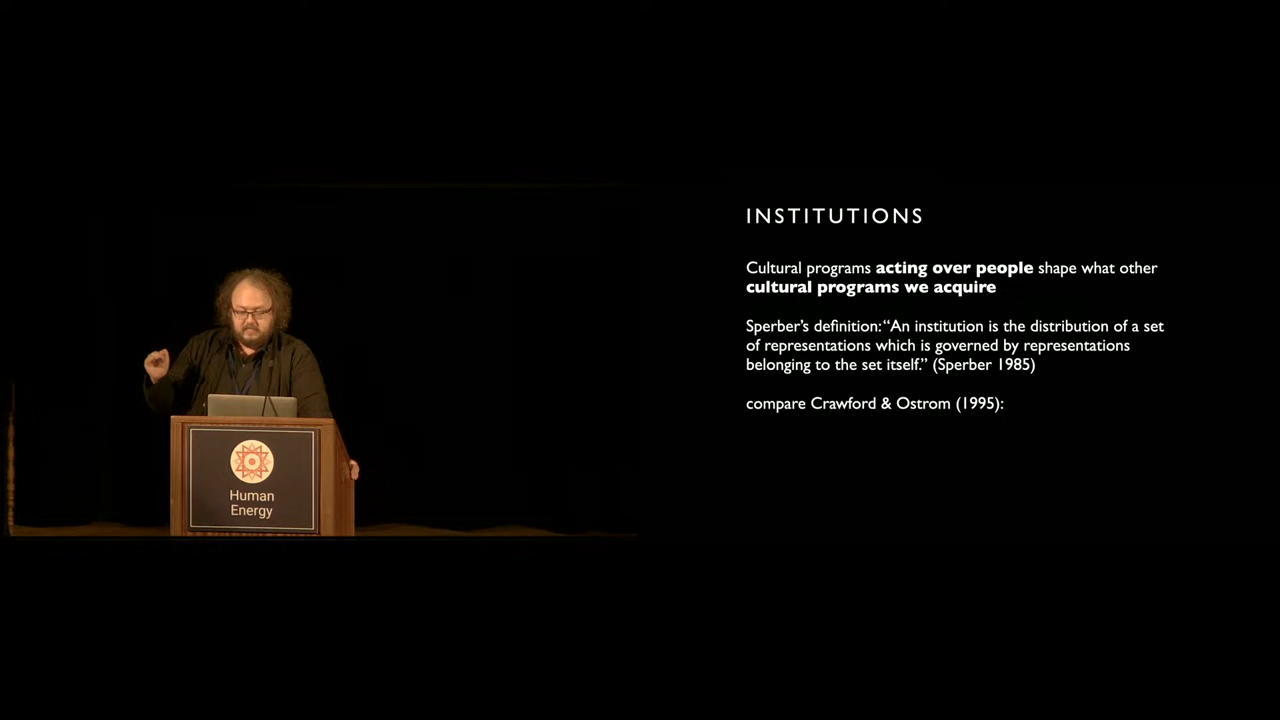 INSTITUTIONS
Cultural programs acting over people shape what other
cultural programs we acquire
Sperber's definition: “An institution is the distribution of a set
of representations which is governed by representations
belonging to the set itself.” (Sperber 1985)
compare Crawford & Ostrom (1995):
Human
Energy